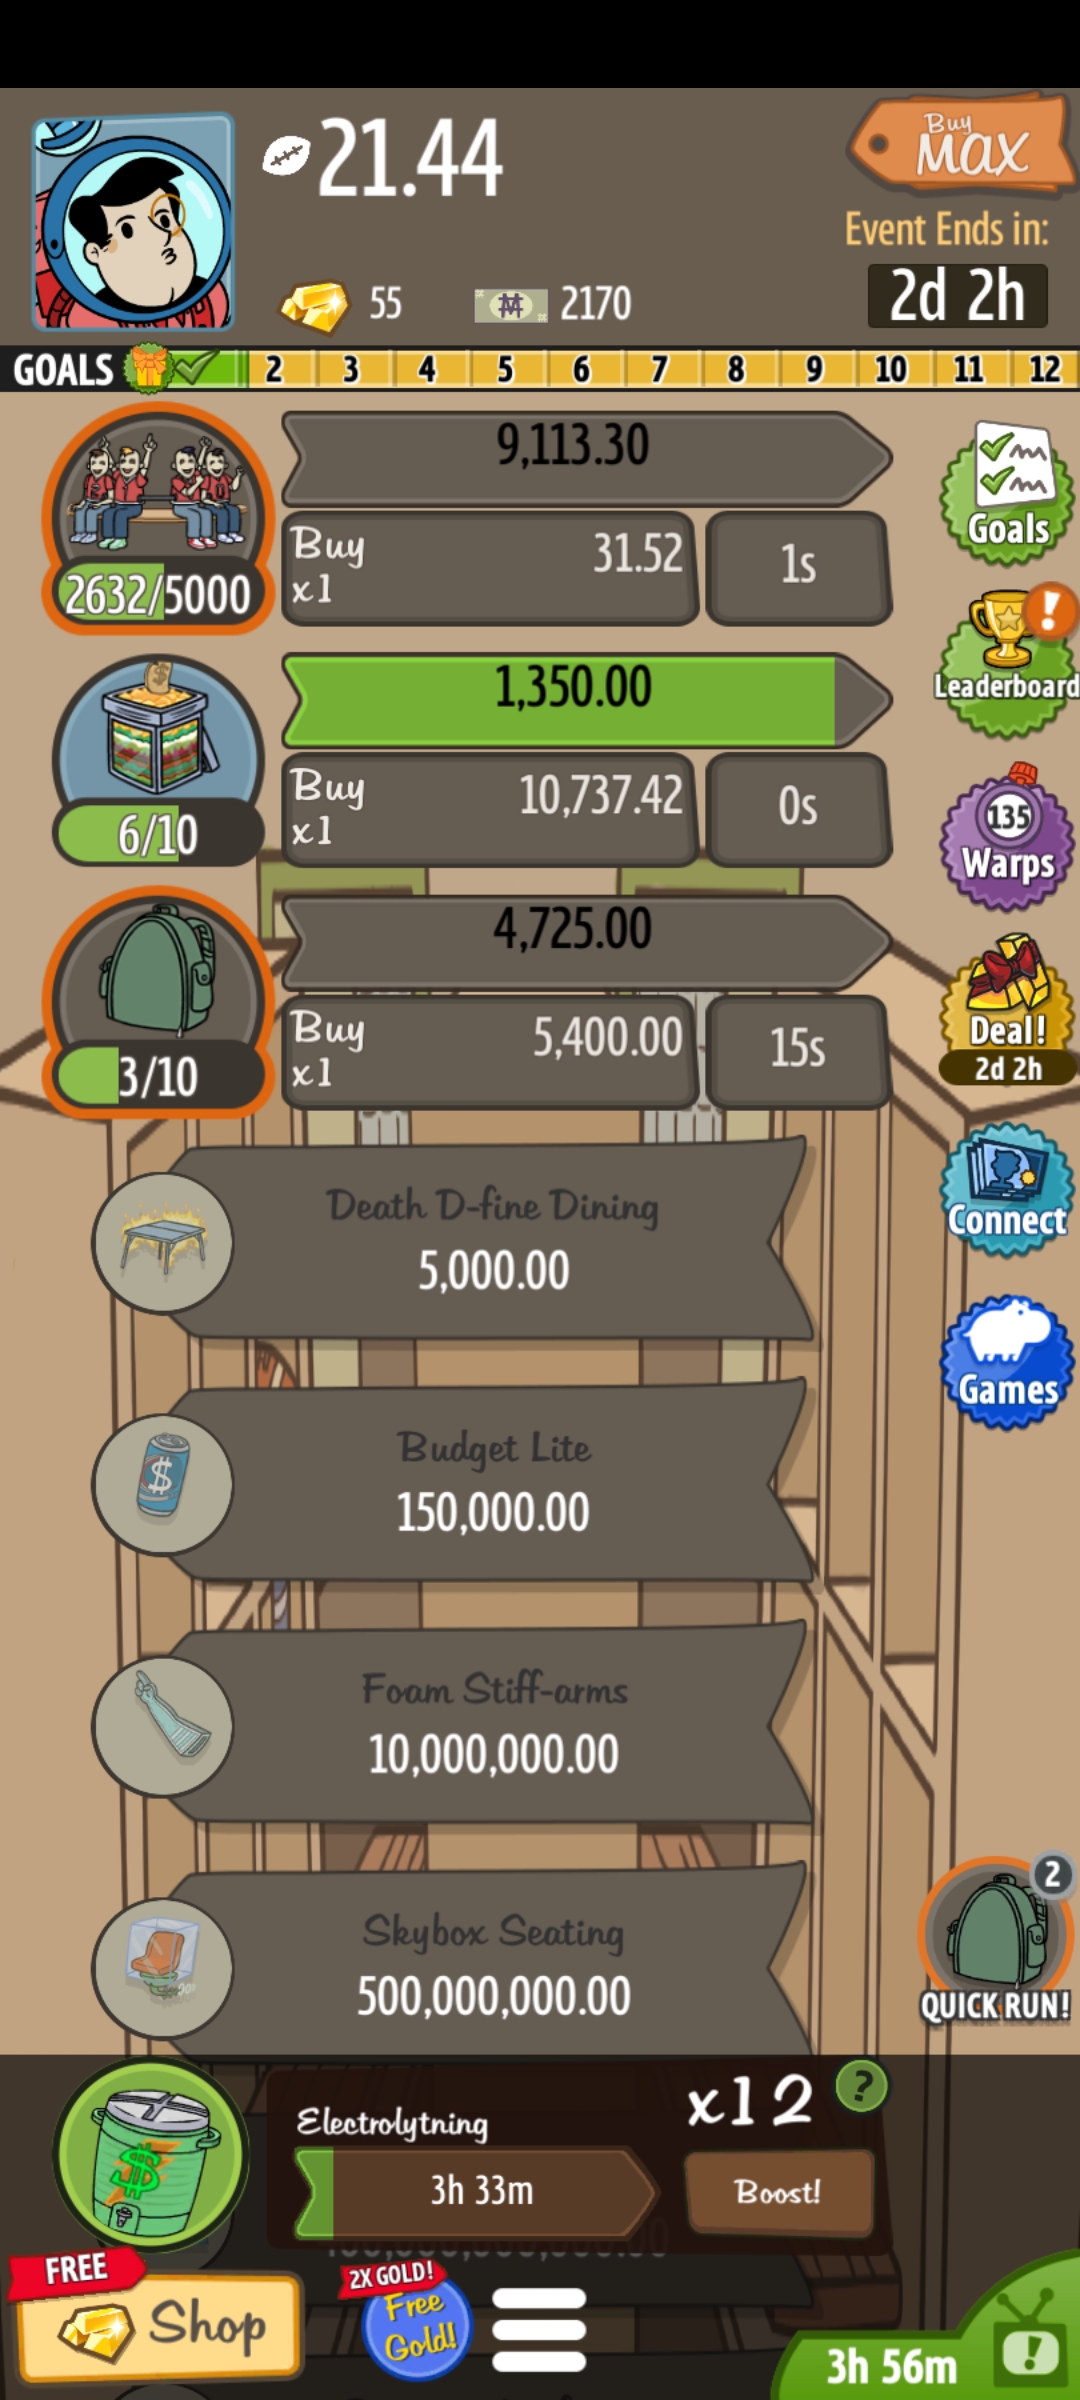 21.44
Buy
MAX
Event Ends in:
55
2170
2d 2h
GOALS 2 3 4 5 6 7 8 9 10 11 12
9,113.30
Buy
x1
31.52
1s
2632/5000
Goals
1,350.00
Leaderboard
Buy
x1
10,737.42
0s
6/10
135
Warps
4,725.00
Buy
x1
5,400.00
15s
3/10
Deal!
2d 2h
Death D-fine Dining
5,000.00
Connect
Budget Lite
150,000.00
Games
Foam Stiff-arms
10,000,000.00
Skybox Seating
500,000,000.00
2
QUICK RUN!
Electrolytning
x12
?
3h 33m
Boost!
FREE
Shop
2X GOLD!
Free
Gold!
3h 56m